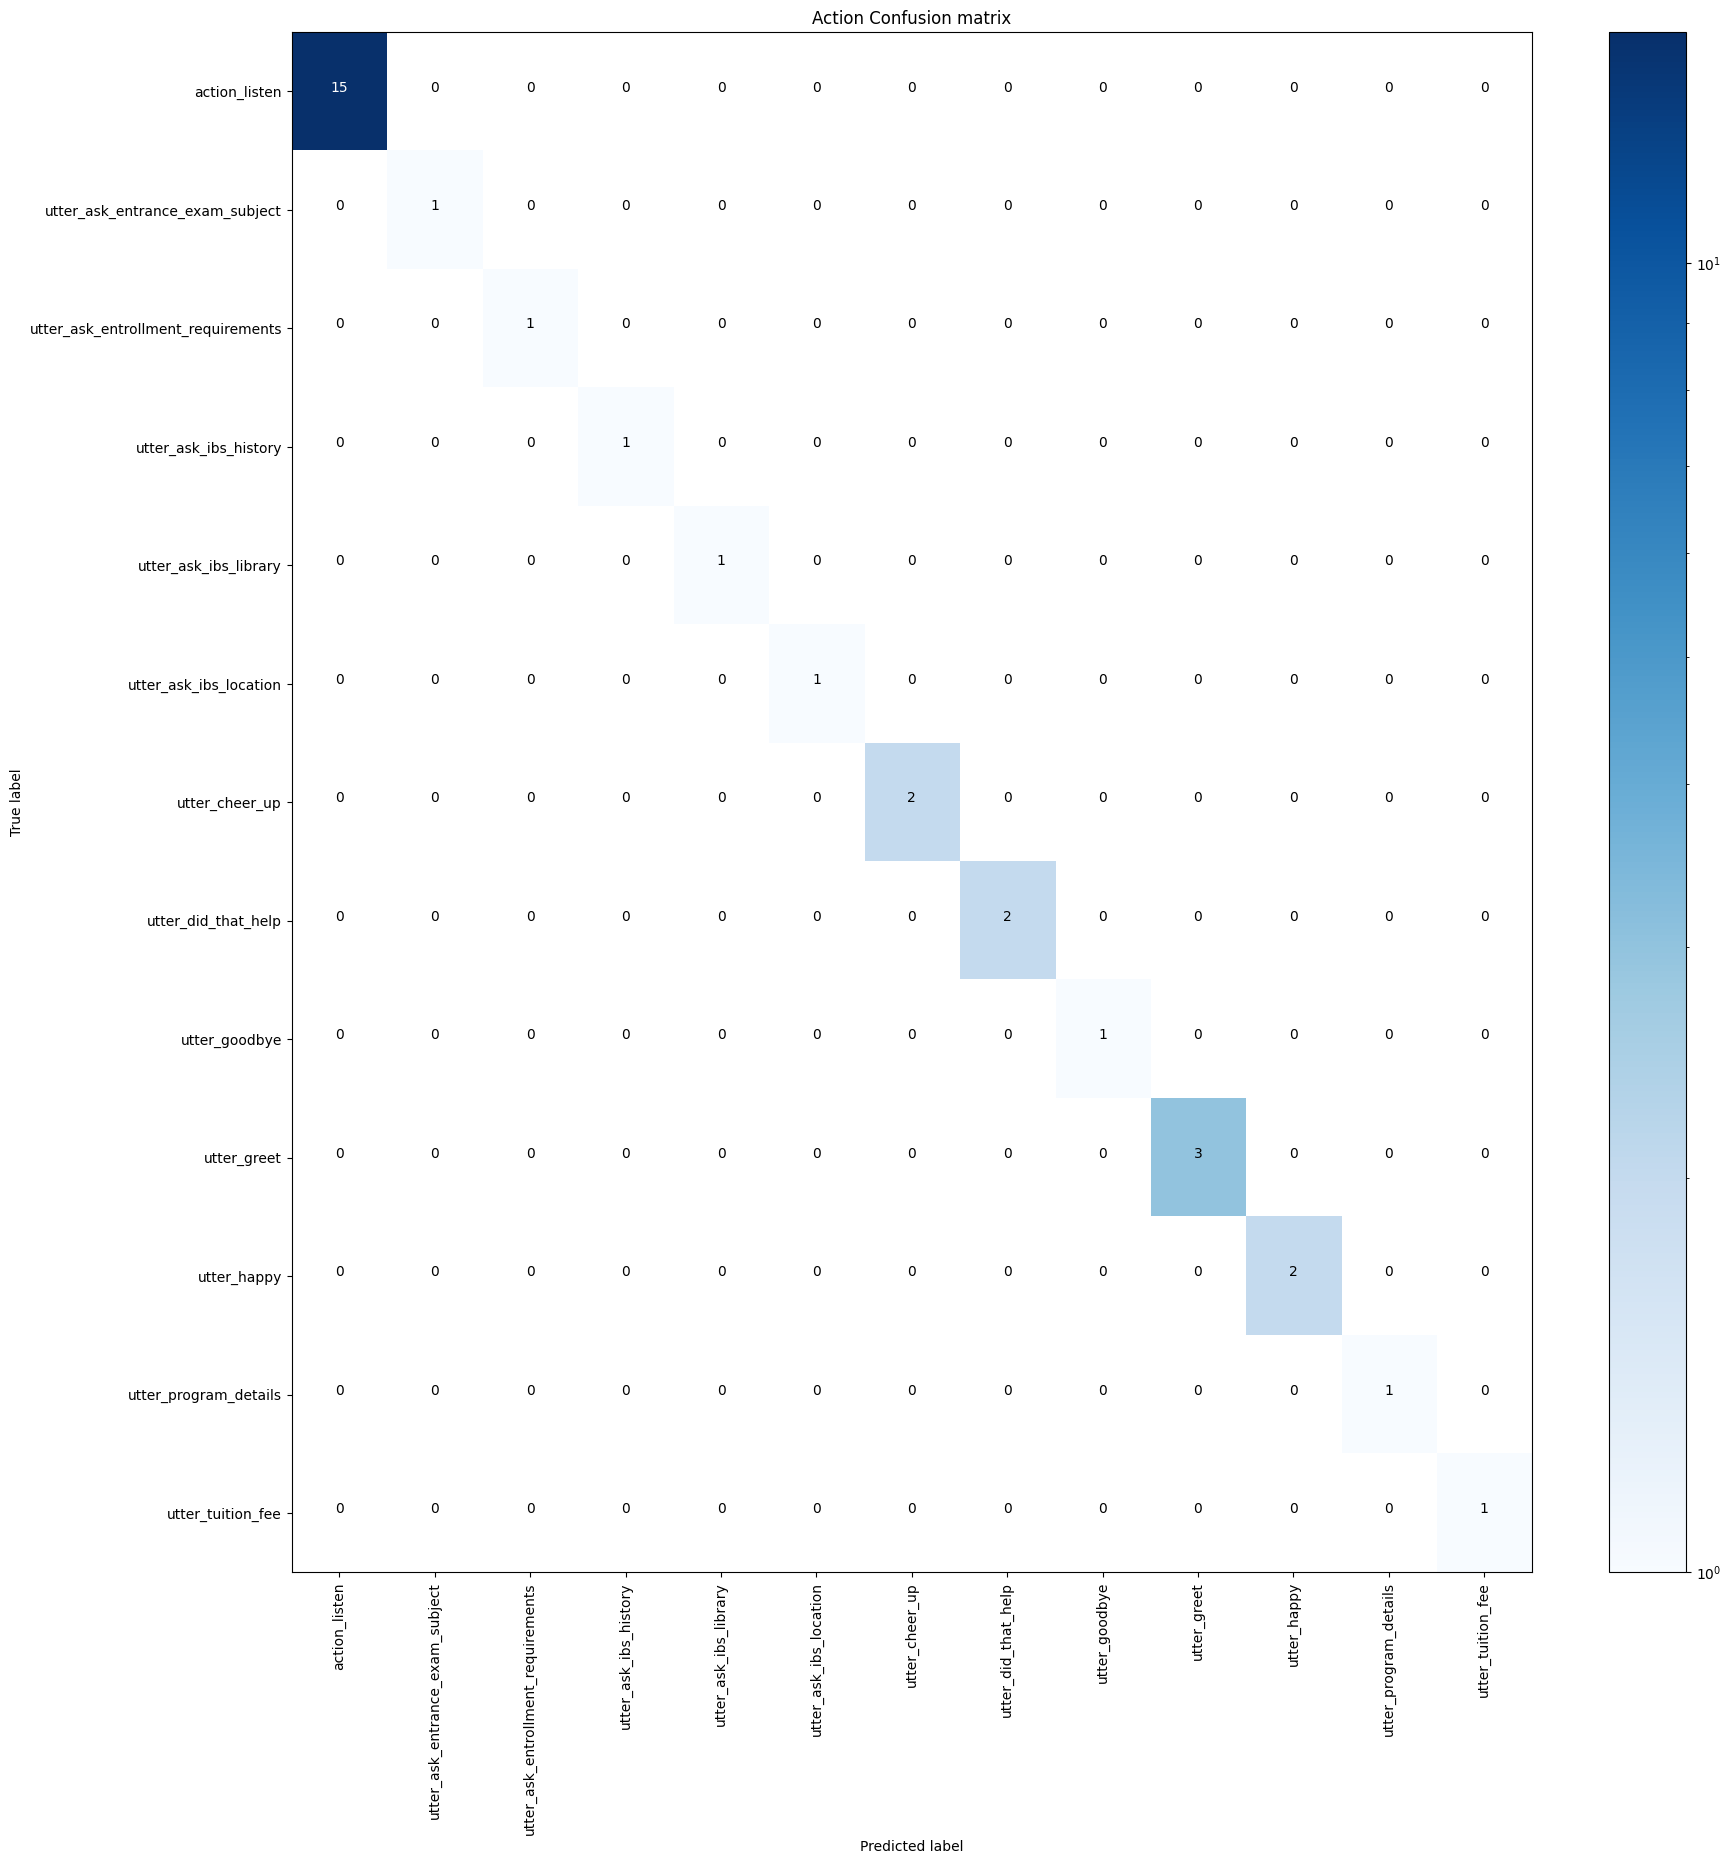 Action Confusion matrix
action_listen 15 0 0 0 0 0 0 0 0 0 0 0 0
utter_ask_entrance_exam_subject 0 1 0 0 0 0 0 0 0 0 0 0 0
utter_ask_entrollment_requirements 0 0 1 0 0 0 0 0 0 0 0 0 0
utter_ask_ibs_history 0 0 0 1 0 0 0 0 0 0 0 0 0
utter_ask_ibs_library 0 0 0 0 1 0 0 0 0 0 0 0 0
utter_ask_ibs_location 0 0 0 0 0 1 0 0 0 0 0 0 0
utter_cheer_up 0 0 0 0 0 0 2 0 0 0 0 0 0
utter_did_that_help 0 0 0 0 0 0 0 2 0 0 0 0 0
utter_goodbye 0 0 0 0 0 0 0 0 1 0 0 0 0
utter_greet 0 0 0 0 0 0 0 0 0 3 0 0 0
utter_happy 0 0 0 0 0 0 0 0 0 0 2 0 0
utter_program_details 0 0 0 0 0 0 0 0 0 0 0 1 0
utter_tuition_fee 0 0 0 0 0 0 0 0 0 0 0 0 1
True label
action_listen
utter_ask_entrance_exam_subject
utter_ask_entrollment_requirements
utter_ask_ibs_history
utter_ask_ibs_library
utter_ask_ibs_location
utter_cheer_up
utter_did_that_help
utter_goodbye
utter_greet
utter_happy
utter_program_details
utter_tuition_fee
Predicted label
10¹
10⁰